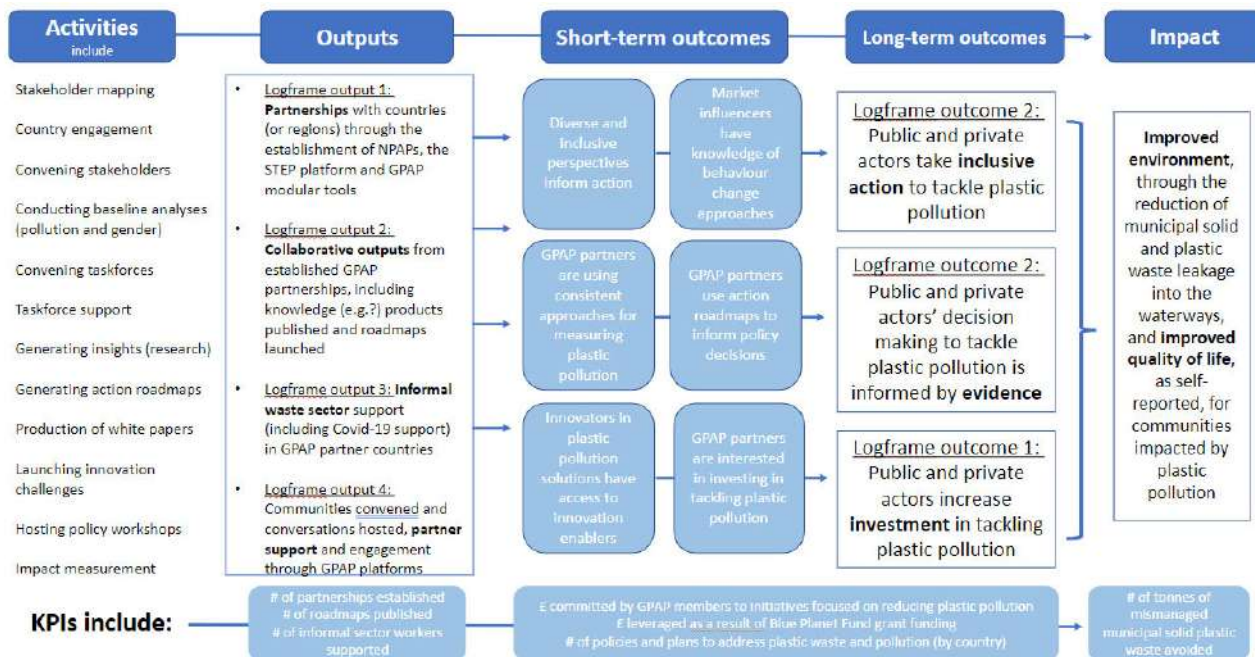 Activities
include
Outputs
Short-term outcomes
Long-term outcomes
Impact
Stakeholder mapping
Country engagement
Convening stakeholders
Conducting baseline analyses
(pollution and gender)
Convening taskforces
Taskforce support
Generating insights (research)
Generating action roadmaps
Production of white papers
Launching innovation
challenges
Hosting policy workshops
Impact measurement
• Logframe output 1:
Partnerships with countries
(or regions) through the
establishment of NPAPs, the
STEP platform and GPAP
modular tools
• Logframe output 2:
Collaborative outputs from
established GPAP
partnerships, including
knowledge (e.g.?) products
published and roadmaps
launched
• Logframe output 3: Informal
waste sector support
(including Covid-19 support)
in GPAP partner countries
• Logframe output 4:
Communities convened and
conversations hosted, partner
support and engagement
through GPAP platforms
Diverse and
inclusive
perspectives
inform action
Market
influencers
have
knowledge of
behaviour
change
approaches
GPAP partners
are using
consistent
approaches for
measuring
plastic
pollution
GPAP partners
use action
roadmaps to
inform policy
decisions
Innovators in
plastic
pollution
solutions have
access to
innovation
enablers
GPAP partners
are interested
in investing in
tackling plastic
pollution
Logframe outcome 2:
Public and private
actors take inclusive
action to tackle plastic
pollution
Logframe outcome 2:
Public and private
actors' decision
making to tackle
plastic pollution is
informed by evidence
Logframe outcome 1:
Public and private
actors increase
investment in tackling
plastic pollution
Improved
environment,
through the
reduction of
municipal solid
and plastic
waste leakage
into the
waterways,
and improved
quality of life,
as self-
reported, for
communities
impacted by
plastic
pollution
KPIs include:
# of partnerships established
# of roadmaps published
# of informal sector workers
supported
£ committed by GPAP members to initiatives focused on reducing plastic pollution
£ leveraged as a result of Blue Planet Fund grant funding
# of policies and plans to address plastic waste and pollution (by country)
# of tonnes of
mismanaged
municipal solid plastic
waste avoided